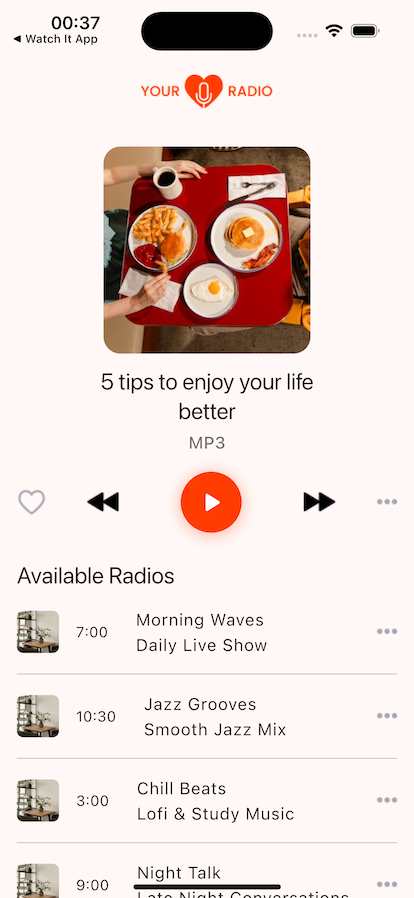 00:37
◀ Watch It App
YOUR RADIO
5 tips to enjoy your life
better
MP3
Available Radios
7:00
Morning Waves
Daily Live Show
10:30
Jazz Grooves
Smooth Jazz Mix
3:00
Chill Beats
Lofi & Study Music
9:00
Night Talk
Late Night Conversations